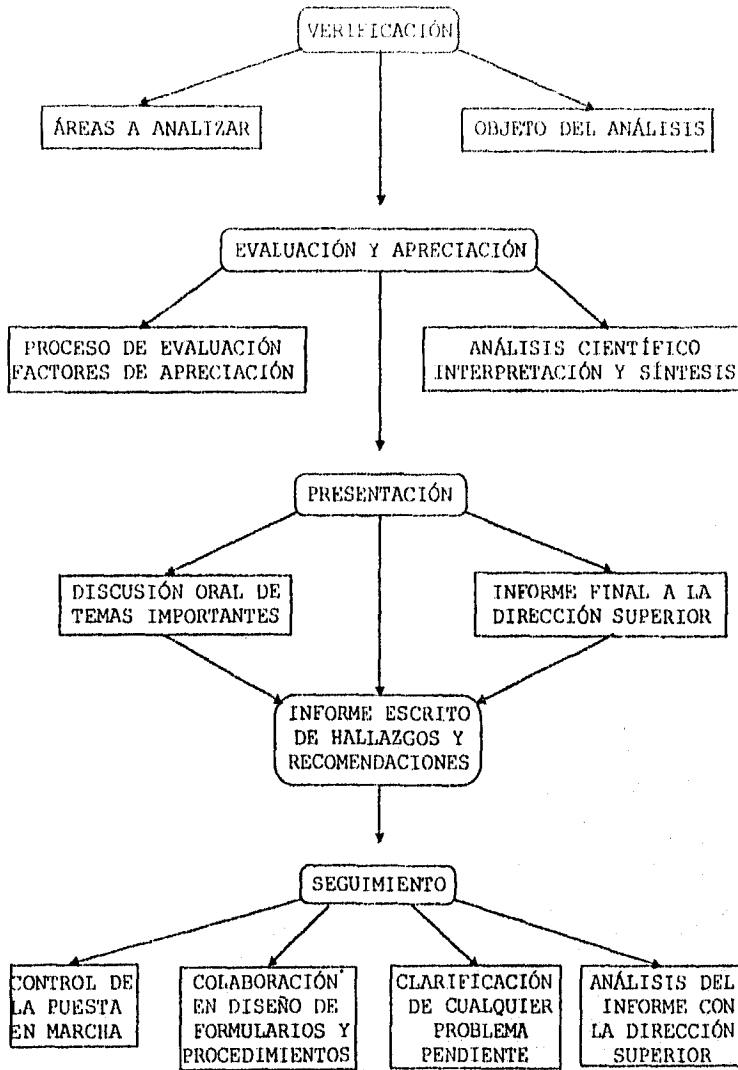 VERIFICACIÓN
ÁREAS A ANALIZAR
OBJETO DEL ANÁLISIS
EVALUACIÓN Y APRECIACIÓN
PROCESO DE EVALUACIÓN
FACTORES DE APRECIACIÓN
ANÁLISIS CIENTÍFICO
INTERPRETACIÓN Y SÍNTESIS
PRESENTACIÓN
DISCUSIÓN ORAL DE
TEMAS IMPORTANTES
INFORME FINAL A LA
DIRECCIÓN SUPERIOR
INFORME ESCRITO
DE HALLAZGOS Y
RECOMENDACIONES
SEGUIMIENTO
CONTROL DE
LA PUESTA
EN MARCHA
COLABORACIÓN
EN DISEÑO DE
FORMULARIOS Y
PROCEDIMIENTOS
CLARIFICACIÓN
DE CUALQUIER
PROBLEMA
PENDIENTE
ANÁLISIS DEL
INFORME CON
LA DIRECCIÓN
SUPERIOR